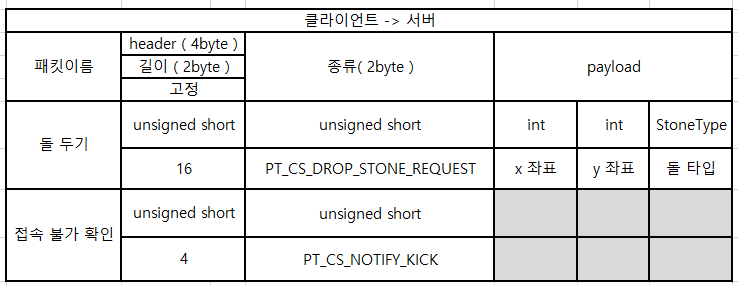 클라이언트 -> 서버
패킷이름
header ( 4byte )
길이 ( 2byte )
고정
종류( 2byte )
payload
돌 두기
unsigned short
unsigned short
int
int
StoneType
16
PT_CS_DROP_STONE_REQUEST
x 좌표
y 좌표
돌 타입
접속 불가 확인
unsigned short
unsigned short
4
PT_CS_NOTIFY_KICK